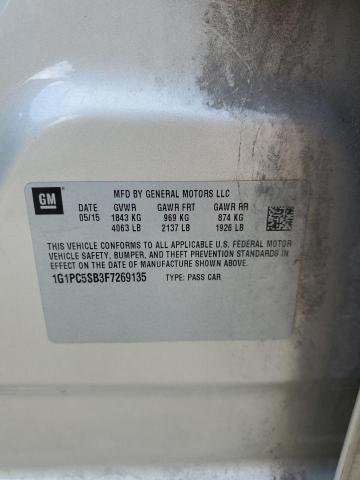 GM
MFD BY GENERAL MOTORS LLC
DATE GVWR GAWR FRT GAWR RR
05/15 1843 KG 969 KG 874 KG
4063 LB 2137 LB 1926 LB
THIS VEHICLE CONFORMS TO ALL APPLICABLE U.S. FEDERAL MOTOR
VEHICLE SAFETY, BUMPER, AND THEFT PREVENTION STANDARDS IN
EFFECT ON THE DATE OF MANUFACTURE SHOWN ABOVE.
1G1PC5SB3F7269135 TYPE: PASS CAR